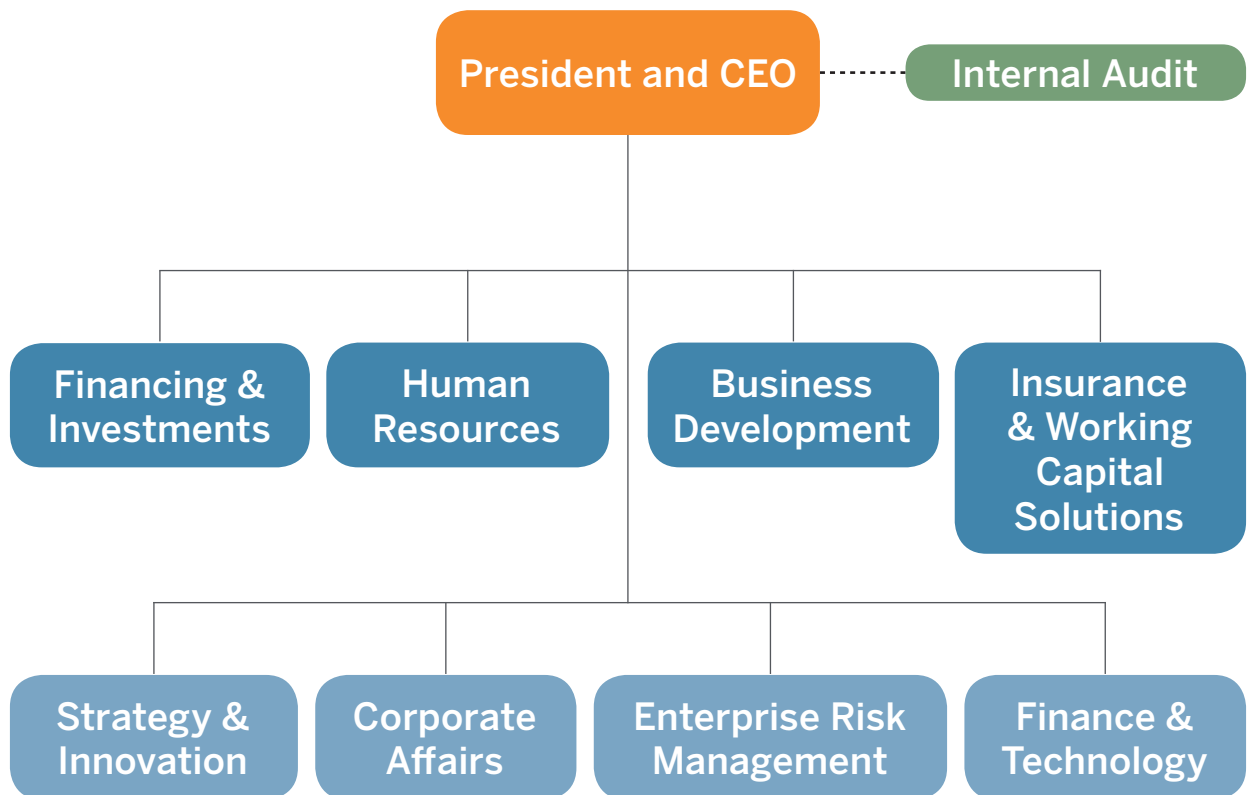 President and CEO
Internal Audit
Financing &
Investments
Human
Resources
Business
Development
Insurance
& Working
Capital
Solutions
Strategy &
Innovation
Corporate
Affairs
Enterprise Risk
Management
Finance &
Technology